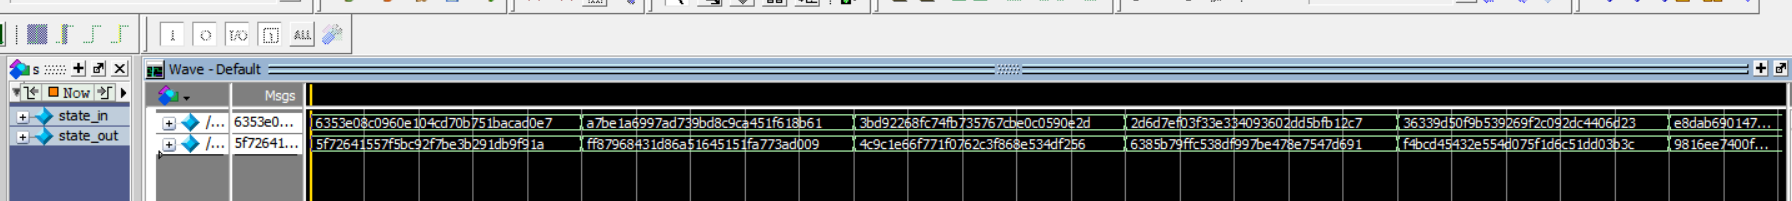 I/O ALL
s
Wave - Default
Now
Msgs
state_in
/... 6353e0... 6353e08c0960e104cd70b751bacad0e7 a7be1a6997ad739bd8c9ca451f618b61 3bd92268fc74fb735767cbe0c0590e2d 2d6d7ef03f33e334093602dd5bfb12c7 36339d50f9b539269f2c092dc4406d23 e8dab690147...
state_out
/... 5f72641... 5f72641557f5bc92f7be3b291db9f91a ff87968431d86a51645151fa773ad009 4c9c1e66f771f0762c3f868e534df256 6385b79ffc538df997be478e7547d691 f4bcd45432e554d075f1d6c51dd03b3c 9816ee7400f...